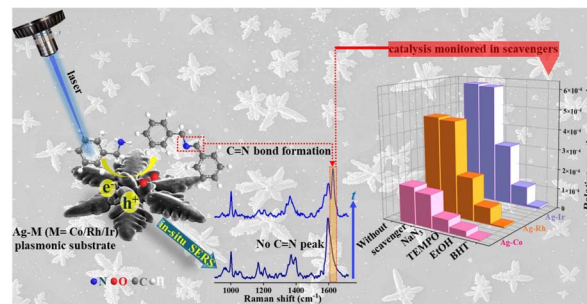 laser
catalysis monitored in scavengers
C=N bond formation
e⁻
h⁺
Ag-M (M= Co/Rh/Ir)
plasmonic substrate
N O C
in-situ SERS
No C=N peak
t
1000 1200 1400 1600
Raman shift (cm⁻¹)
Without
scavenger
NaN₃
TEMPO
EtOH
BHT
Ag-Co
Ag-Rh
Ag-Ir